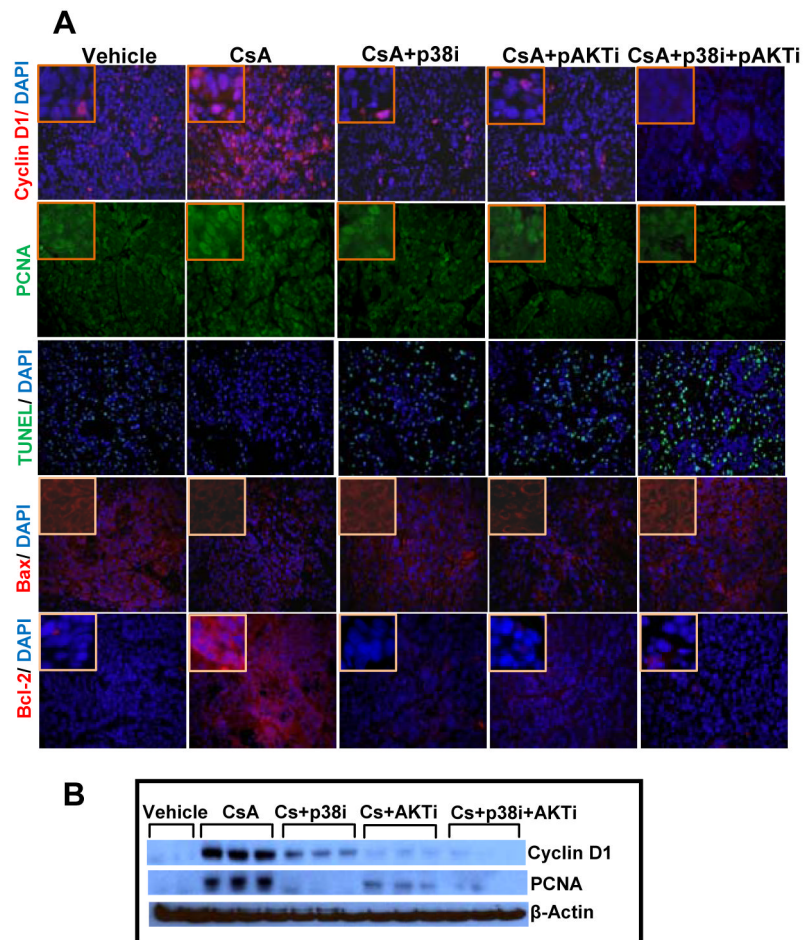 A
Vehicle CsA CsA+p38i CsA+pAKTi CsA+p38i+pAKTi
Cyclin D1/ DAPI
PCNA
TUNEL/ DAPI
Bax/ DAPI
Bcl-2/ DAPI
B
Vehicle CsA Cs+p38i Cs+AKTi Cs+p38i+AKTi
Cyclin D1
PCNA
β-Actin